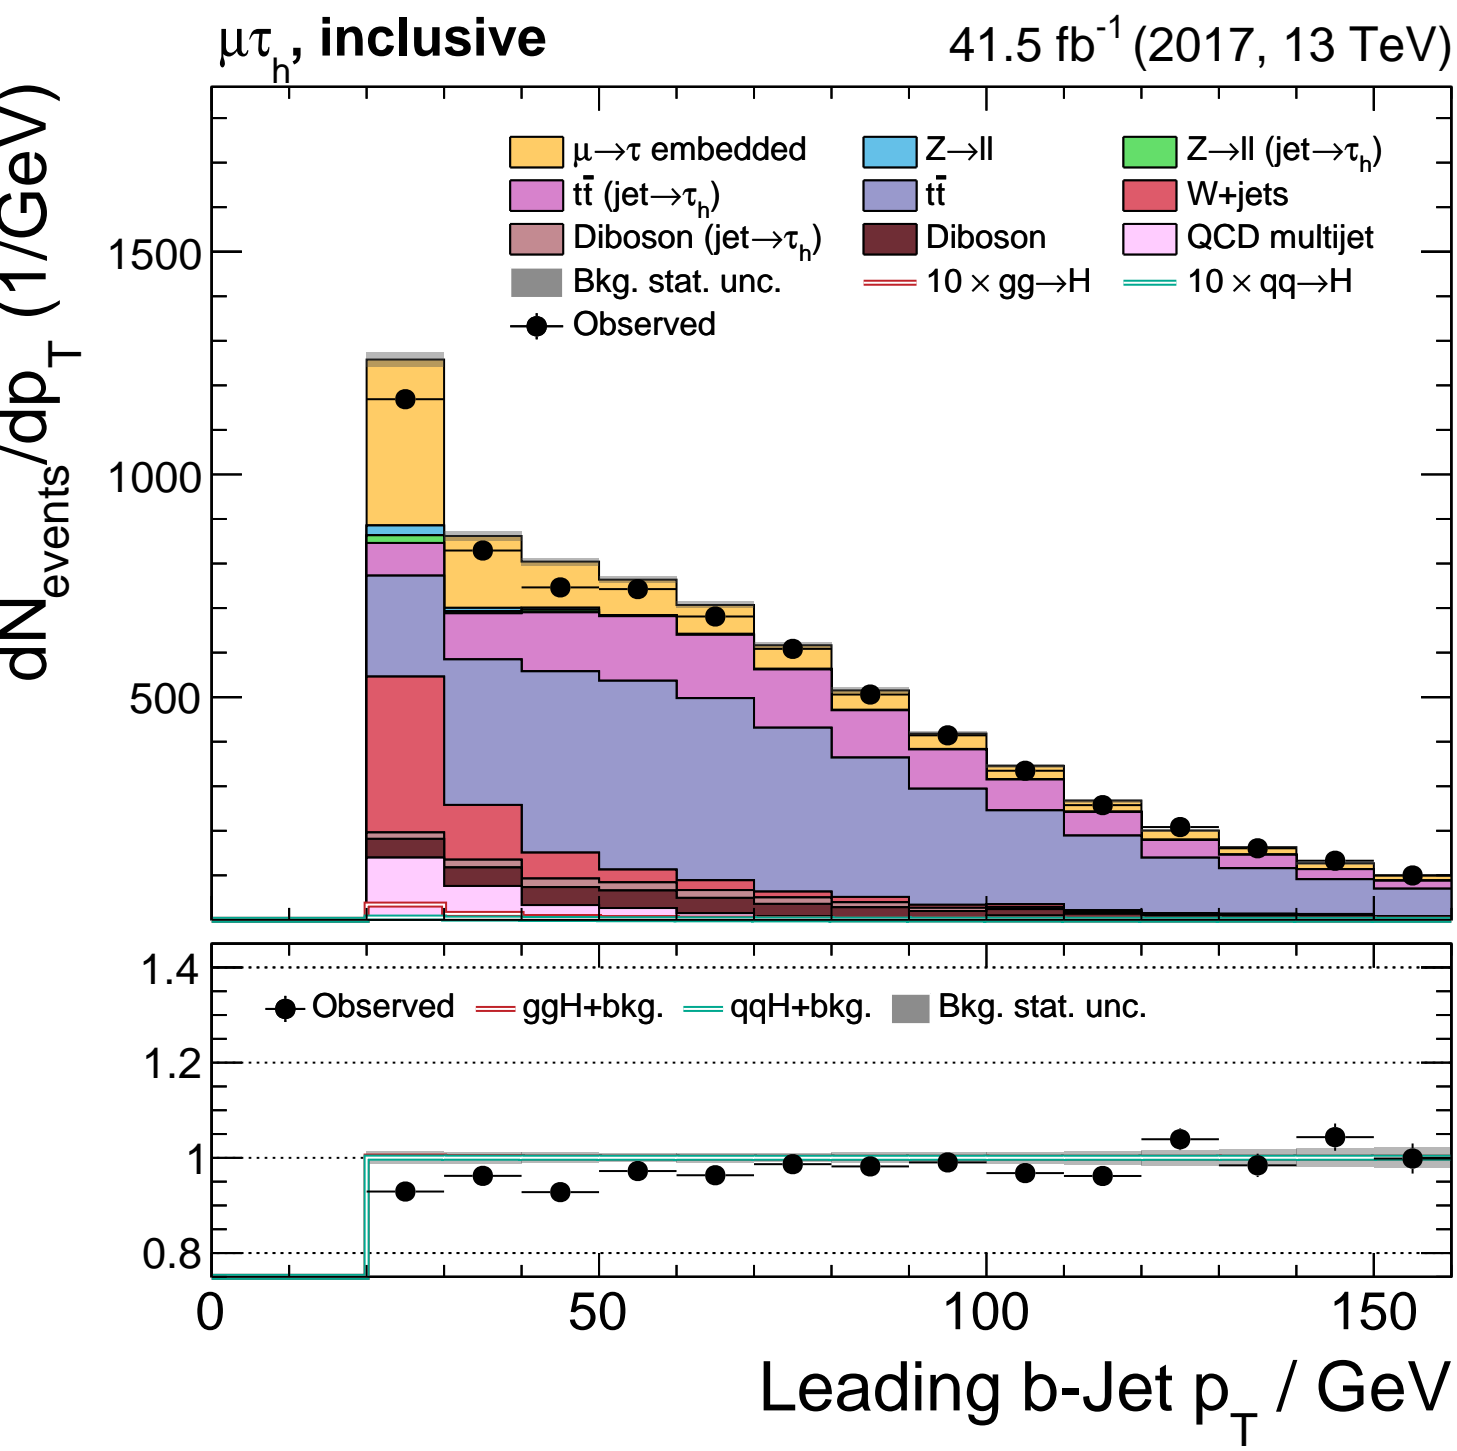 μτh, inclusive
41.5 fb-1 (2017, 13 TeV)
dNevents/dpT (1/GeV)
μ→τ embedded
Z→ll
Z→ll (jet→τh)
tt̄ (jet→τh)
tt̄
W+jets
Diboson (jet→τh)
Diboson
QCD multijet
Bkg. stat. unc.
10 × gg→H
10 × qq→H
Observed
1500
1000
500
1.4
Observed
ggH+bkg.
qqH+bkg.
Bkg. stat. unc.
1.2
1
0.8
0
50
100
150
Leading b-Jet pT / GeV